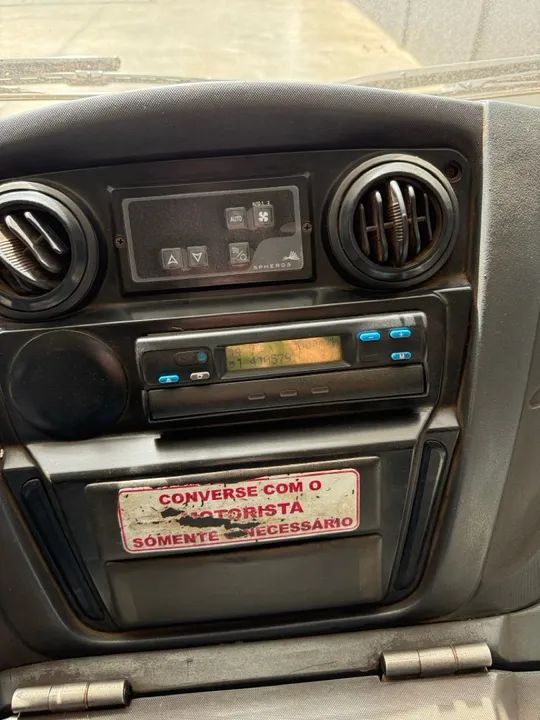 AUTO
SPHEROS
M
CONVERSE COM O
MOTORISTA
SÓMENTE NECESSÁRIO